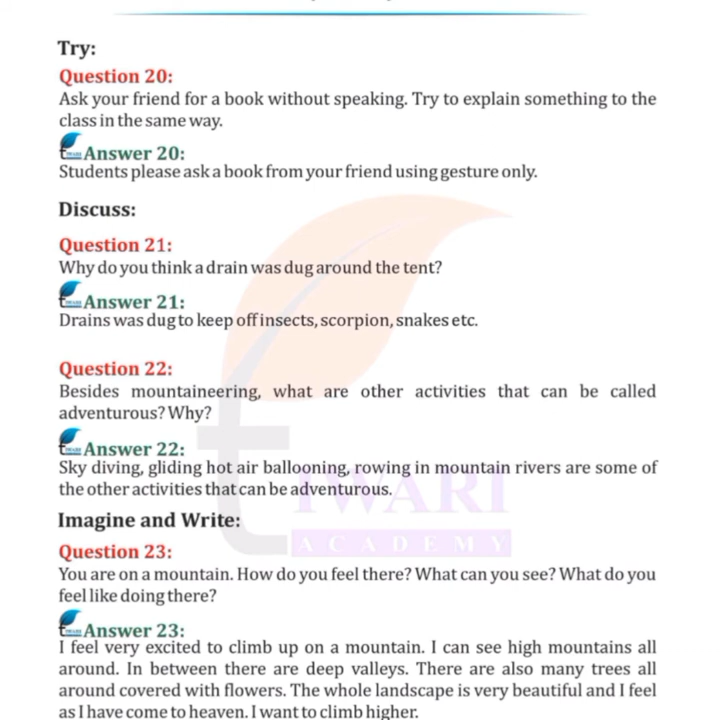 Try:
Question 20:
Ask your friend for a book without speaking. Try to explain something to the
class in the same way.
Answer 20:
Students please ask a book from your friend using gesture only.
Discuss:
Question 21:
Why do you think a drain was dug around the tent?
Answer 21:
Drains was dug to keep off insects, scorpion, snakes etc.
Question 22:
Besides mountaineering, what are other activities that can be called
adventurous? Why?
Answer 22:
Sky diving, gliding hot air ballooning, rowing in mountain rivers are some of
the other activities that can be adventurous.
IWARI
ACADEMY
Imagine and Write:
Question 23:
You are on a mountain. How do you feel there? What can you see? What do you
feel like doing there?
Answer 23:
I feel very excited to climb up on a mountain. I can see high mountains all
around. In between there are deep valleys. There are also many trees all
around covered with flowers. The whole landscape is very beautiful and I feel
as I have come to heaven. I want to climb higher.